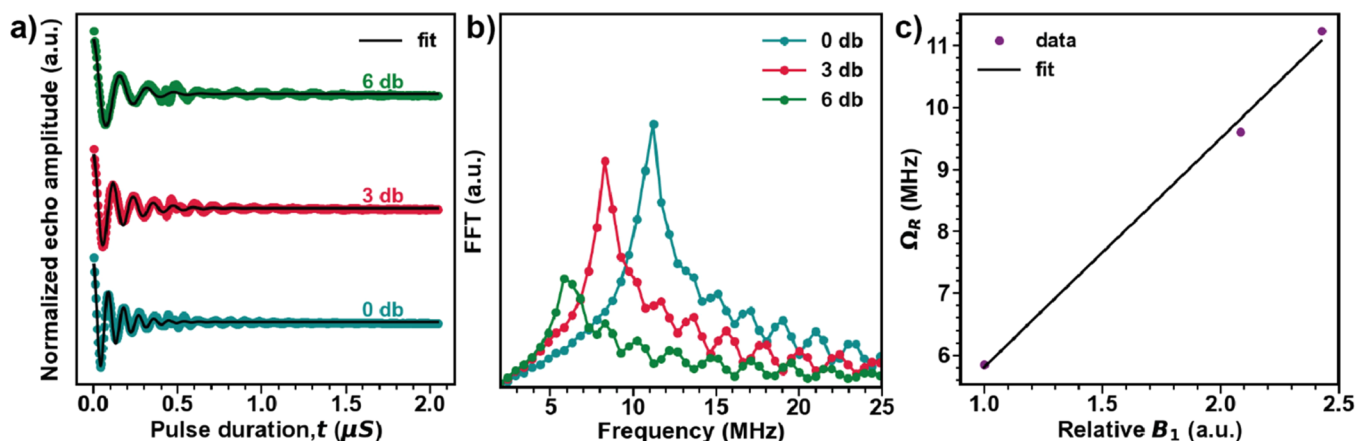 a)
Normalized echo amplitude (a.u.)
fit
6 db
3 db
0 db
0.0 0.5 1.0 1.5 2.0
Pulse duration,t (μS)
b)
FFT (a.u.)
0 db
3 db
6 db
5 10 15 20 25
Frequency (MHz)
c)
Ω_R (MHz)
data
fit
11
10
9
8
7
6
1.0 1.5 2.0 2.5
Relative B₁ (a.u.)